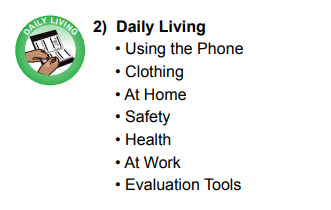 DAILY LIVING
2) Daily Living
• Using the Phone
• Clothing
• At Home
• Safety
• Health
• At Work
• Evaluation Tools